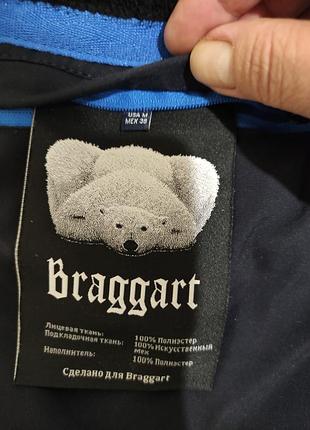 USA M
MEX 38
Braggart
Лицевая ткань: 100% Полиэстер
Подкладочная ткань: 100% Искусственный
Мех
Наполнитель: 100% Полиэстер
Сделано для Braggart